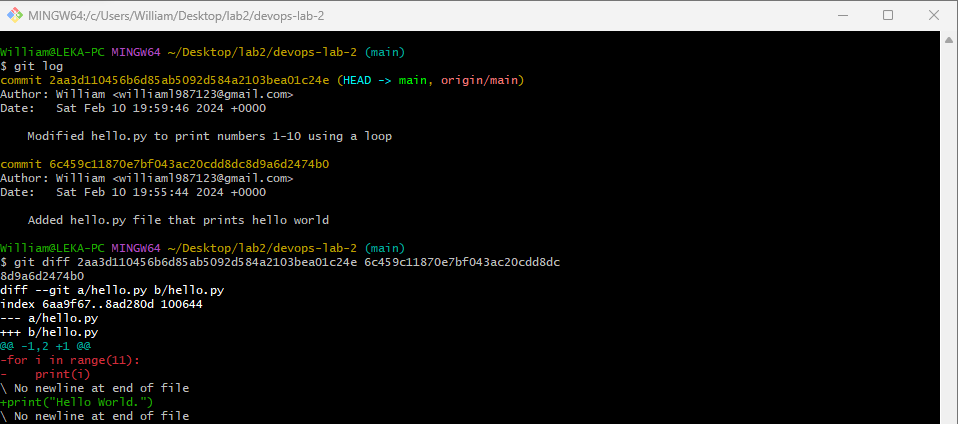 MINGW64:/c/Users/William/Desktop/lab2/devops-lab-2
William@LEKA-PC MINGW64 ~/Desktop/lab2/devops-lab-2 (main)
$ git log
commit 2aa3d110456b6d85ab5092d584a2103bea01c24e (HEAD -> main, origin/main)
Author: William <williaml987123@gmail.com>
Date:   Sat Feb 10 19:59:46 2024 +0000
    Modified hello.py to print numbers 1-10 using a loop
commit 6c459c11870e7bf043ac20cdd8dc8d9a6d2474b0
Author: William <williaml987123@gmail.com>
Date:   Sat Feb 10 19:55:44 2024 +0000
    Added hello.py file that prints hello world
William@LEKA-PC MINGW64 ~/Desktop/lab2/devops-lab-2 (main)
$ git diff 2aa3d110456b6d85ab5092d584a2103bea01c24e 6c459c11870e7bf043ac20cdd8dc
8d9a6d2474b0
diff --git a/hello.py b/hello.py
index 6aa9f67..8ad280d 100644
--- a/hello.py
+++ b/hello.py
@@ -1,2 +1 @@
-for i in range(11):
-    print(i)
\ No newline at end of file
+print("Hello World.")
\ No newline at end of file